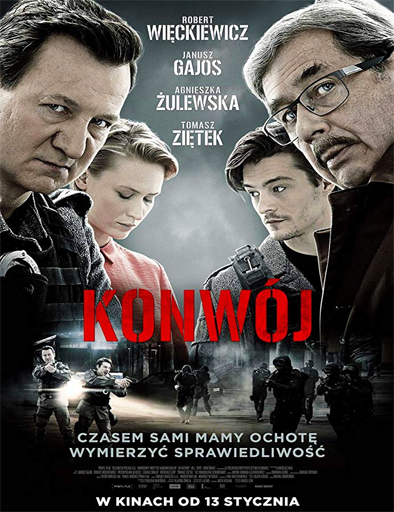 ROBERT
WIĘCKIEWICZ
JANUSZ
GAJOS
AGNIESZKA
ŻULEWSKA
TOMASZ
ZIĘTEK
KONWÓJ
CZASEM SAMI MAMY OCHOTĘ
WYMIERZYĆ SPRAWIEDLIWOŚĆ
W KINACH OD 13 STYCZNIA